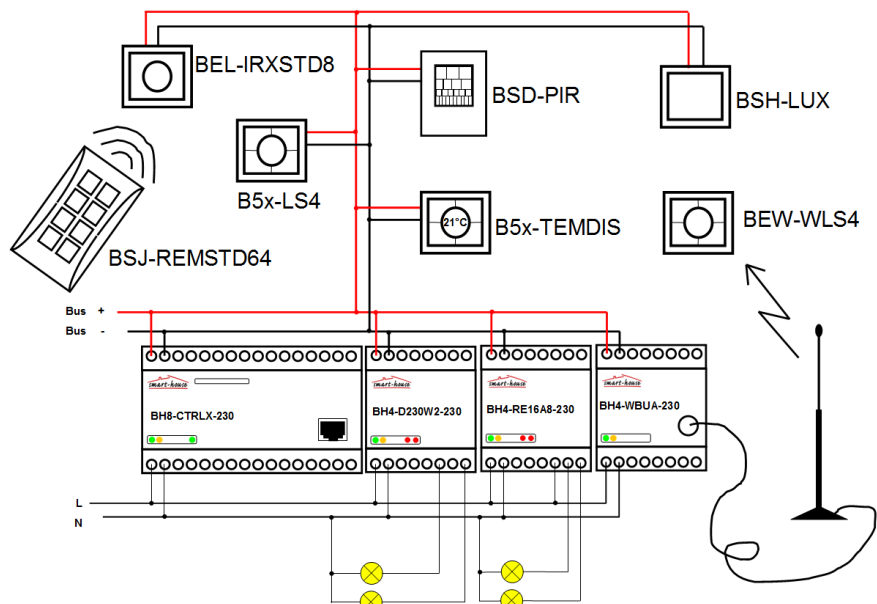 BEL-IRXSTD8
BSD-PIR
BSH-LUX
B5x-LS4
21°C
B5x-TEMDIS
BEW-WLS4
BSJ-REMSTD64
Bus +
Bus -
smart-house
smart-house
smart-house
smart-house
BH8-CTRLX-230
BH4-D230W2-230
BH4-RE16A8-230
BH4-WBUA-230
L
N